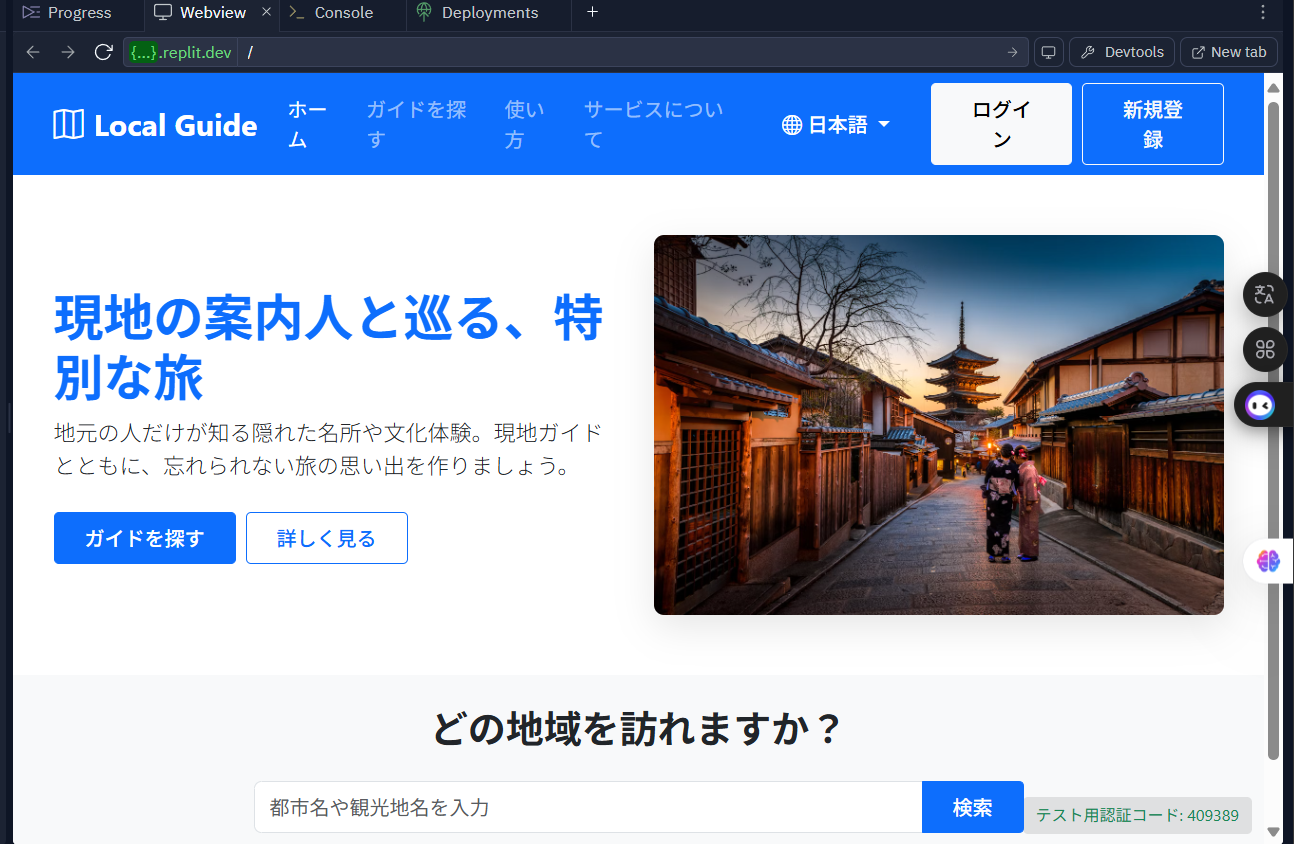 Progress
Webview
Console
Deployments
{...}.replit.dev /
Devtools
New tab
Local Guide
ホー
ム
ガイドを探
す
使い
方
サービスについ
て
日本語
ログイ
ン
新規登
録
現地の案内人と巡る、特
別な旅
地元の人だけが知る隠れた名所や文化体験。現地ガイド
とともに、忘れられない旅の思い出を作りましょう。
ガイドを探す
詳しく見る
どの地域を訪れますか？
都市名や観光地名を入力
検索
テスト用認証コード: 409389